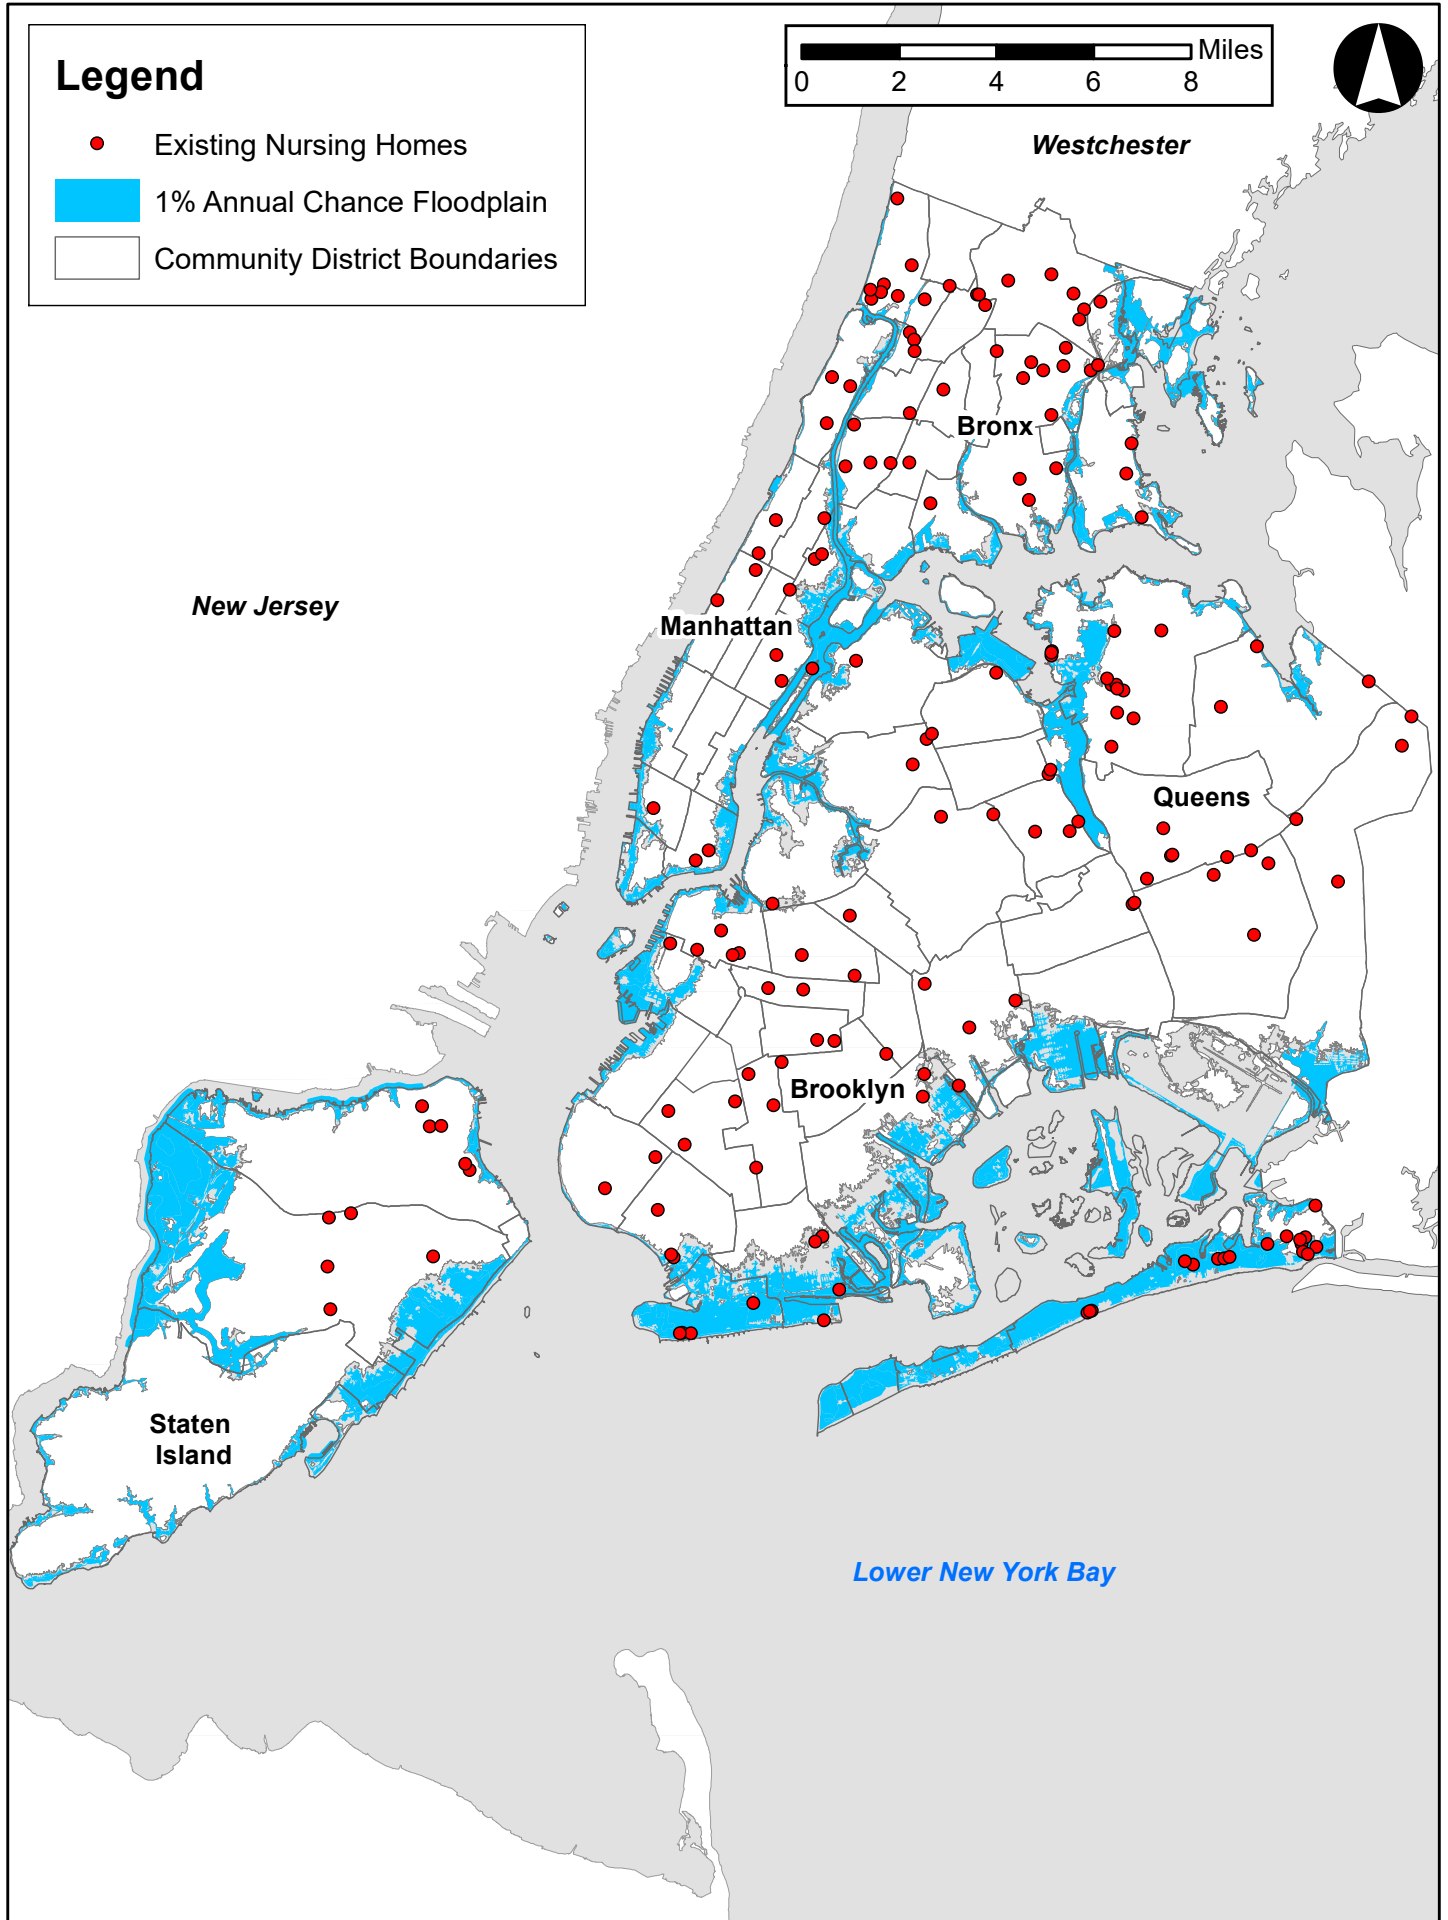 Legend
Existing Nursing Homes
1% Annual Chance Floodplain
Community District Boundaries
Miles
0 2 4 6 8
Westchester
Bronx
New Jersey
Manhattan
Queens
Brooklyn
Staten
Island
Lower New York Bay